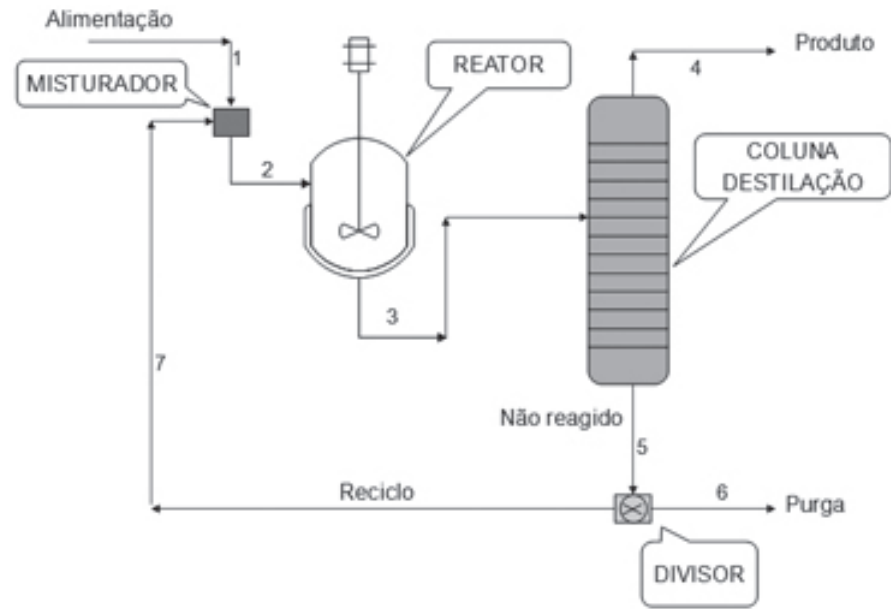 Alimentação
1
MISTURADOR
REATOR
4
Produto
COLUNA
DESTILAÇÃO
2
3
7
Não reagido
5
Reciclo
6
Purga
DIVISOR